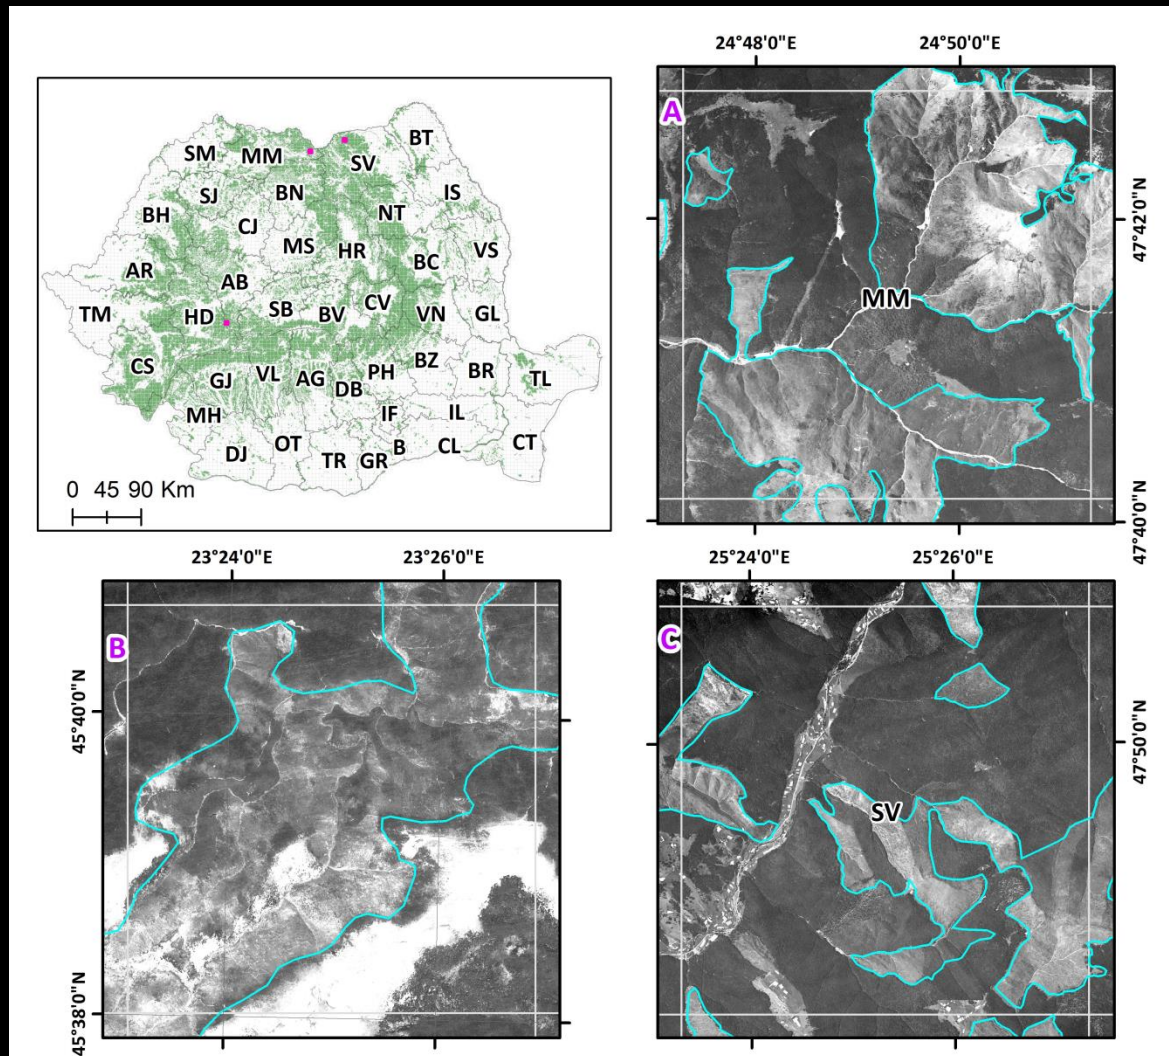 BT
SM
MM
SV
SJ
BN
IS
BH
CJ
NT
MS
HR
VS
AR
AB
BC
TM
HD
SB
BV
CV
VN
GL
CS
GJ
VL
AG
PH
BZ
BR
TL
DB
MH
IF
IL
DJ
OT
TR
GR
B
CL
CT
0 45 90 Km
24°48'0"E 24°50'0"E
A
MM
47°42'0"N
47°40'0"N
23°24'0"E 23°26'0"E
B
45°40'0"N
45°38'0"N
25°24'0"E 25°26'0"E
C
SV
47°50'0"N